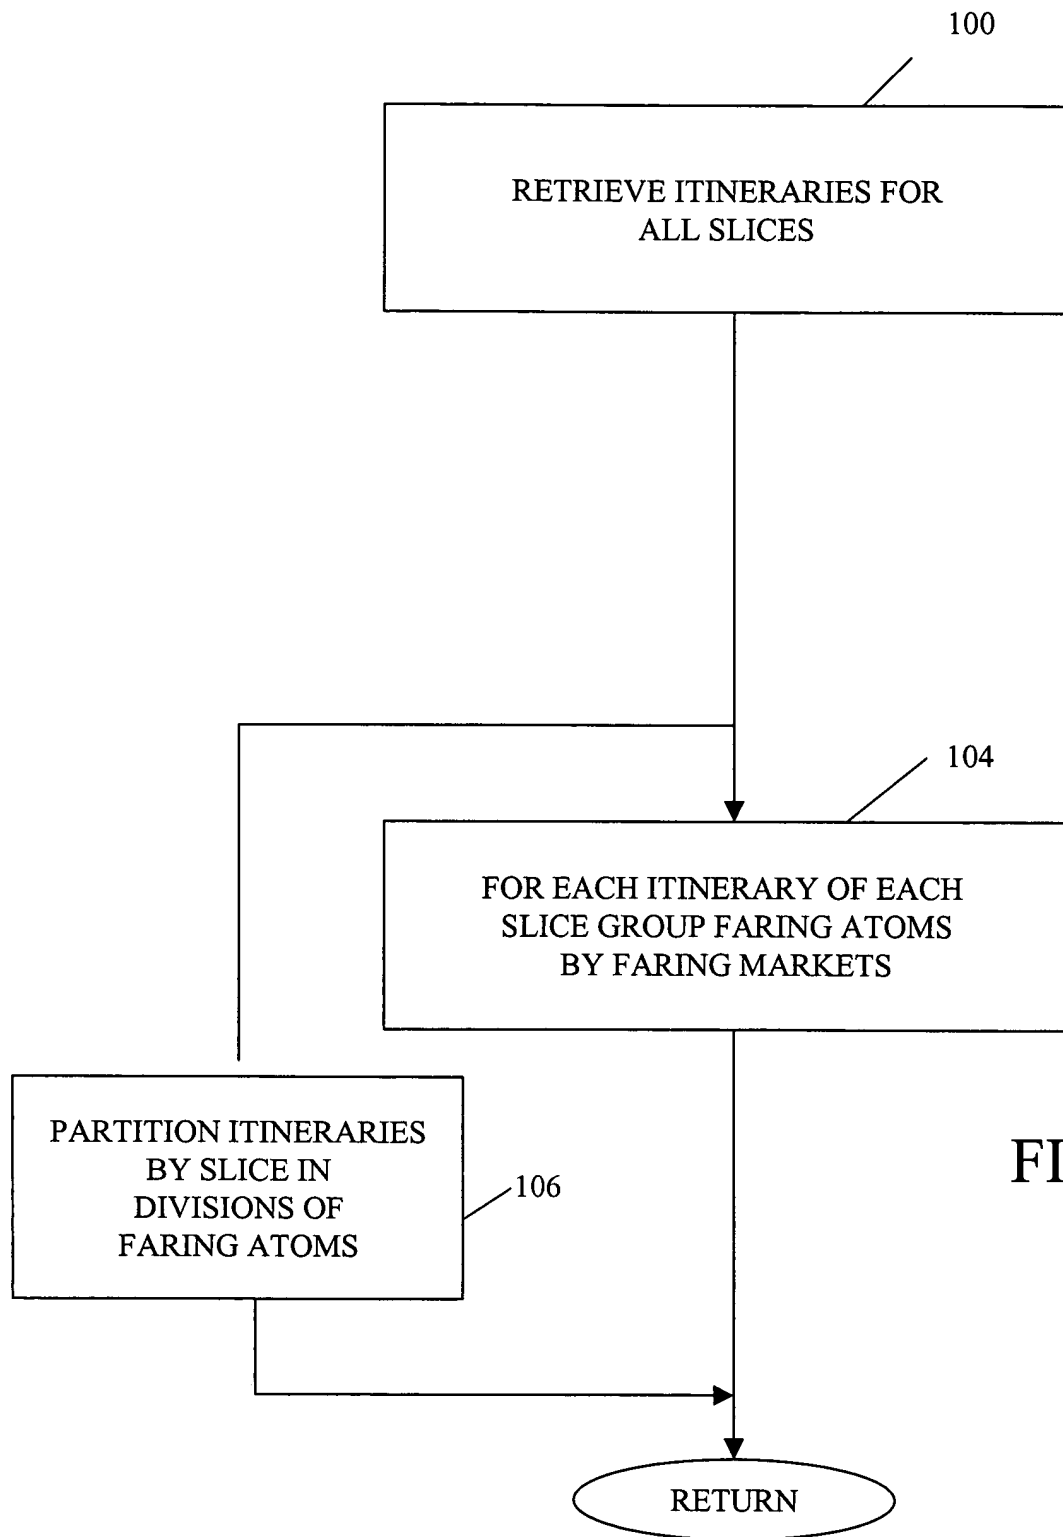 100
RETRIEVE ITINERARIES FOR
ALL SLICES
104
FOR EACH ITINERARY OF EACH
SLICE GROUP FARING ATOMS
BY FARING MARKETS
PARTITION ITINERARIES
BY SLICE IN
DIVISIONS OF
FARING ATOMS
106
FI
RETURN